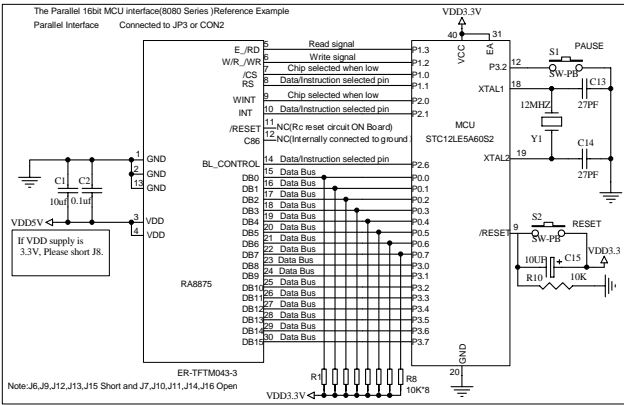 The Parallel 16bit MCU interface(8080 Series )Reference Example
Parallel Interface Connected to JP3 or CON2
VDD3.3V
40 31
VCC
EA
E_/RD 5 Read signal P1.3
W/R_/WR 6 Write signal P1.2
/CS 7 Chip selected when low P1.0
RS 8 Data/Instruction selected pin P1.1
WINT 9 Chip selected when low P2.0
INT 10 Data/Instruction selected pin P2.1
/RESET 11 NC(Rc reset circuit ON Board)
C86 12 NC(Internally connected to ground )
BL_CONTROL 14 Data/Instruction selected pin P2.6
DB0 15 Data Bus P0.0
DB1 16 Data Bus P0.1
DB2 17 Data Bus P0.2
DB3 18 Data Bus P0.3
DB4 19 Data Bus P0.4
DB5 20 Data Bus P0.5
DB6 21 Data Bus P0.6
DB7 22 Data Bus P0.7
DB8 23 Data Bus P3.0
DB9 24 Data Bus P3.1
DB10 25 Data Bus P3.2
DB11 26 Data Bus P3.3
DB12 27 Data Bus P3.4
DB13 28 Data Bus P3.5
DB14 29 Data Bus P3.6
DB15 30 Data Bus P3.7
1 GND
2 GND
13 GND
C1 C2
10uf 0.1uf
VDD5V
3 VDD
4 VDD
If VDD supply is
3.3V, Please short J8.
RA8875
ER-TFTM043-3
MCU
STC12LE5A60S2
P3.2 12
S1 PAUSE
SW-PB
XTAL1 18
C13
27PF
12MHZ
Y1
XTAL2 19
C14
27PF
/RESET 9
S2 RESET
SW-PB
VDD3.3
10UF + C15
R10 10K
GND
20
R1 R8
10K*8
VDD3.3V
Note:J6,J9,J12,J13,J15 Short and J7,J10,J11,J14,J16 Open